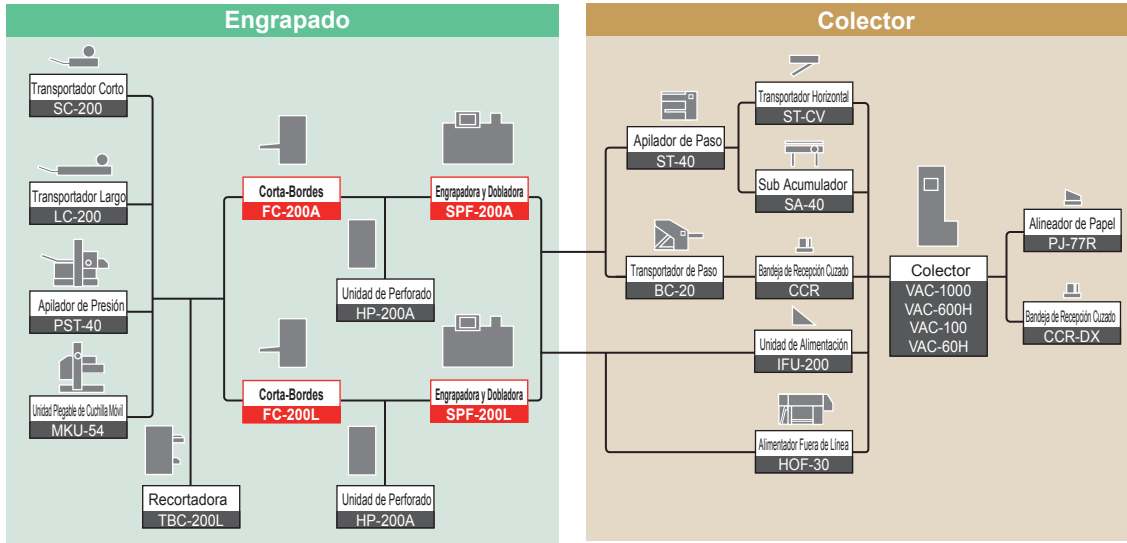 Engrapado
Transportador Corto
SC-200
Transportador Largo
LC-200
Apilador de Presión
PST-40
Unidad Plegable de Cuchilla Móvil
MKU-54
Recortadora
TBC-200L
Corta-Bordes
FC-200A
Engrapadora y Dobladora
SPF-200A
Unidad de Perforado
HP-200A
Corta-Bordes
FC-200L
Engrapadora y Dobladora
SPF-200L
Unidad de Perforado
HP-200A
Colector
Apilador de Paso
ST-40
Transportador Horizontal
ST-CV
Sub Acumulador
SA-40
Transportador de Paso
BC-20
Bandeja de Recepción Cuzado
CCR
Unidad de Alimentación
IFU-200
Alimentador Fuera de Línea
HOF-30
Colector
VAC-1000
VAC-600H
VAC-100
VAC-60H
Alineador de Papel
PJ-77R
Bandeja de Recepción Cuzado
CCR-DX